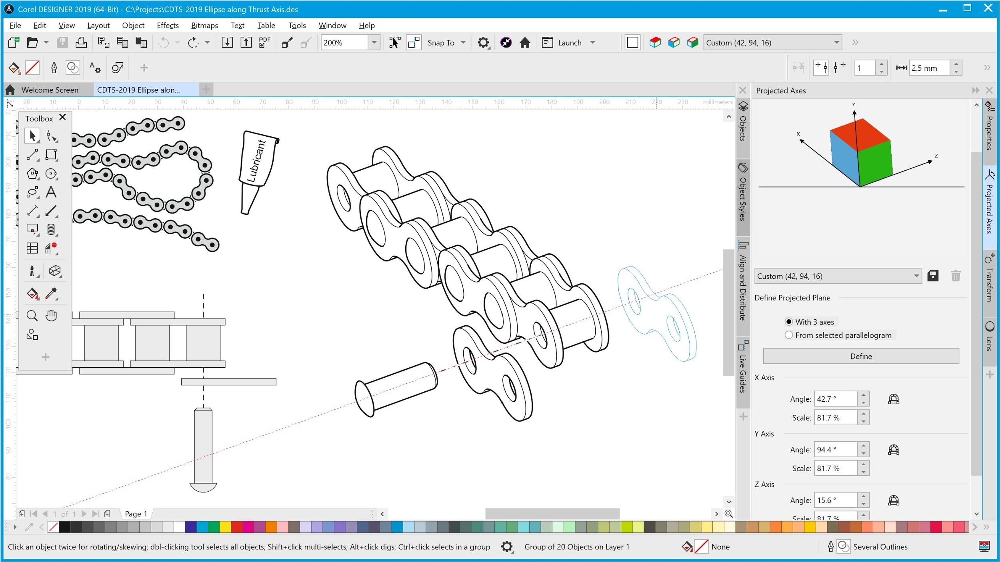 Corel DESIGNER 2019 (64-Bit) - C:\Projects\CDTS-2019 Ellipse along Thrust Axis.des
File Edit View Layout Object Effects Bitmaps Text Table Tools Window Help
PDF 200% Snap To Launch Custom (42, 94, 16)
A 1 2.5 mm
Welcome Screen CDTS-2019 Ellipse alon... Projected Axes
20 10 0 10 20 30 40 50 60 70 80 90 100 110 120 130 140 150 160 170 180 190 200 210 220 230 millimeters
210
200
190
180
170
160
150
140
130
120
110
100
90
80
Toolbox
A
Lubricant
Objects
Object Styles
Align and Distribute
Live Guides
Y
X
Z
Custom (42, 94, 16)
Define Projected Plane
With 3 axes
From selected parallelogram
Define
X Axis
Angle: 42.7 °
Scale: 81.7 %
Y Axis
Angle: 94.4 °
Scale: 81.7 %
Z Axis
Angle: 15.6 °
Scale: 81.7 %
Properties
Projected Axes
Transform
Lens
1 of 1 Page 1
Click an object twice for rotating/skewing; dbl-clicking tool selects all objects; Shift+click multi-selects; Alt+click digs; Ctrl+click selects in a group Group of 20 Objects on Layer 1 None Several Outlines